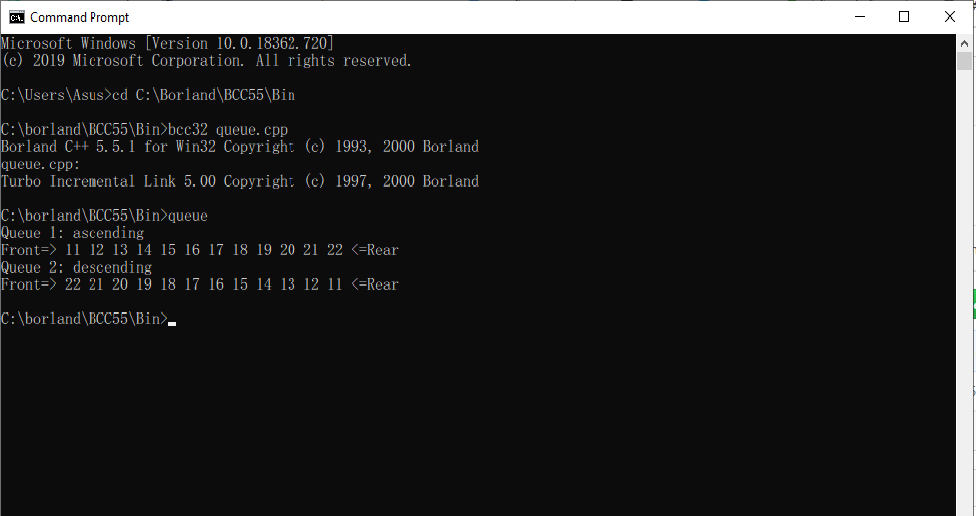 Command Prompt
Microsoft Windows [Version 10.0.18362.720]
(c) 2019 Microsoft Corporation. All rights reserved.
C:\Users\Asus>cd C:\Borland\BCC55\Bin
C:\borland\BCC55\Bin>bcc32 queue.cpp
Borland C++ 5.5.1 for Win32 Copyright (c) 1993, 2000 Borland
queue.cpp:
Turbo Incremental Link 5.00 Copyright (c) 1997, 2000 Borland
C:\borland\BCC55\Bin>queue
Queue 1: ascending
Front=> 11 12 13 14 15 16 17 18 19 20 21 22 <=Rear
Queue 2: descending
Front=> 22 21 20 19 18 17 16 15 14 13 12 11 <=Rear
C:\borland\BCC55\Bin>